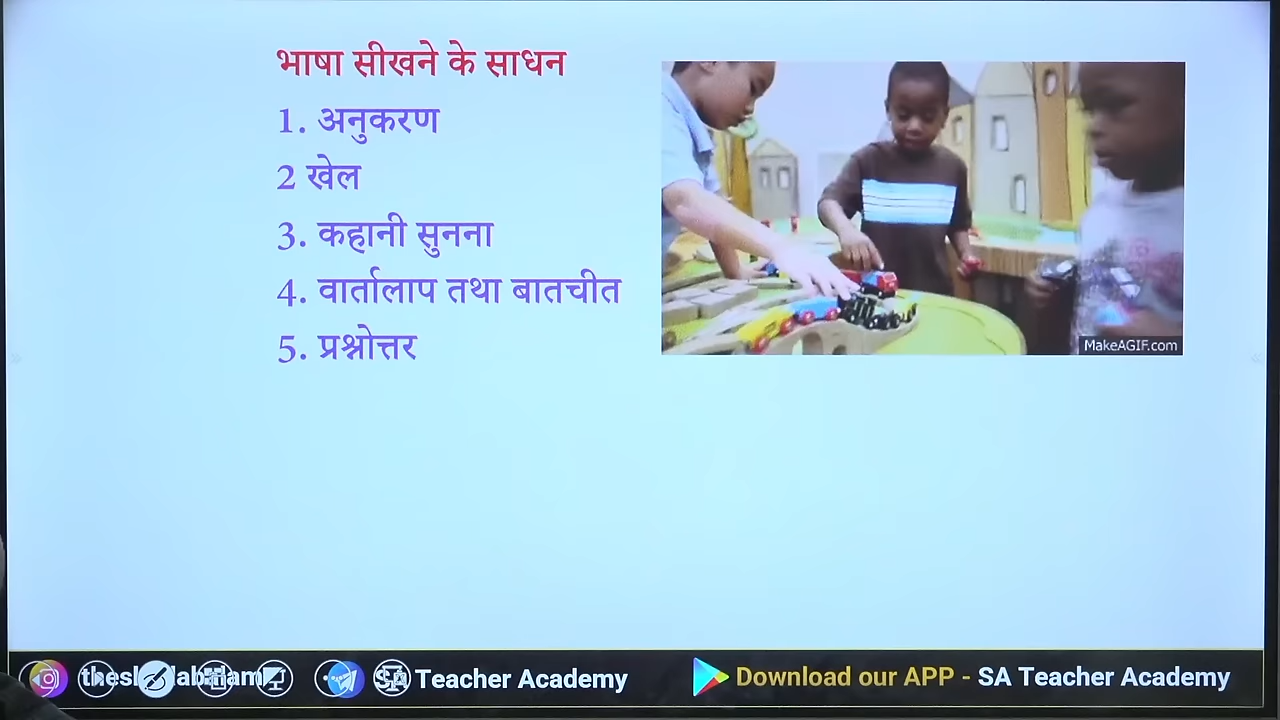 भाषा सीखने के साधन
1. अनुकरण
2 खेल
3. कहानी सुनना
4. वार्तालाप तथा बातचीत
5. प्रश्नोत्तर
MakeAGIF.com
Teacher Academy
Download our APP - SA Teacher Academy